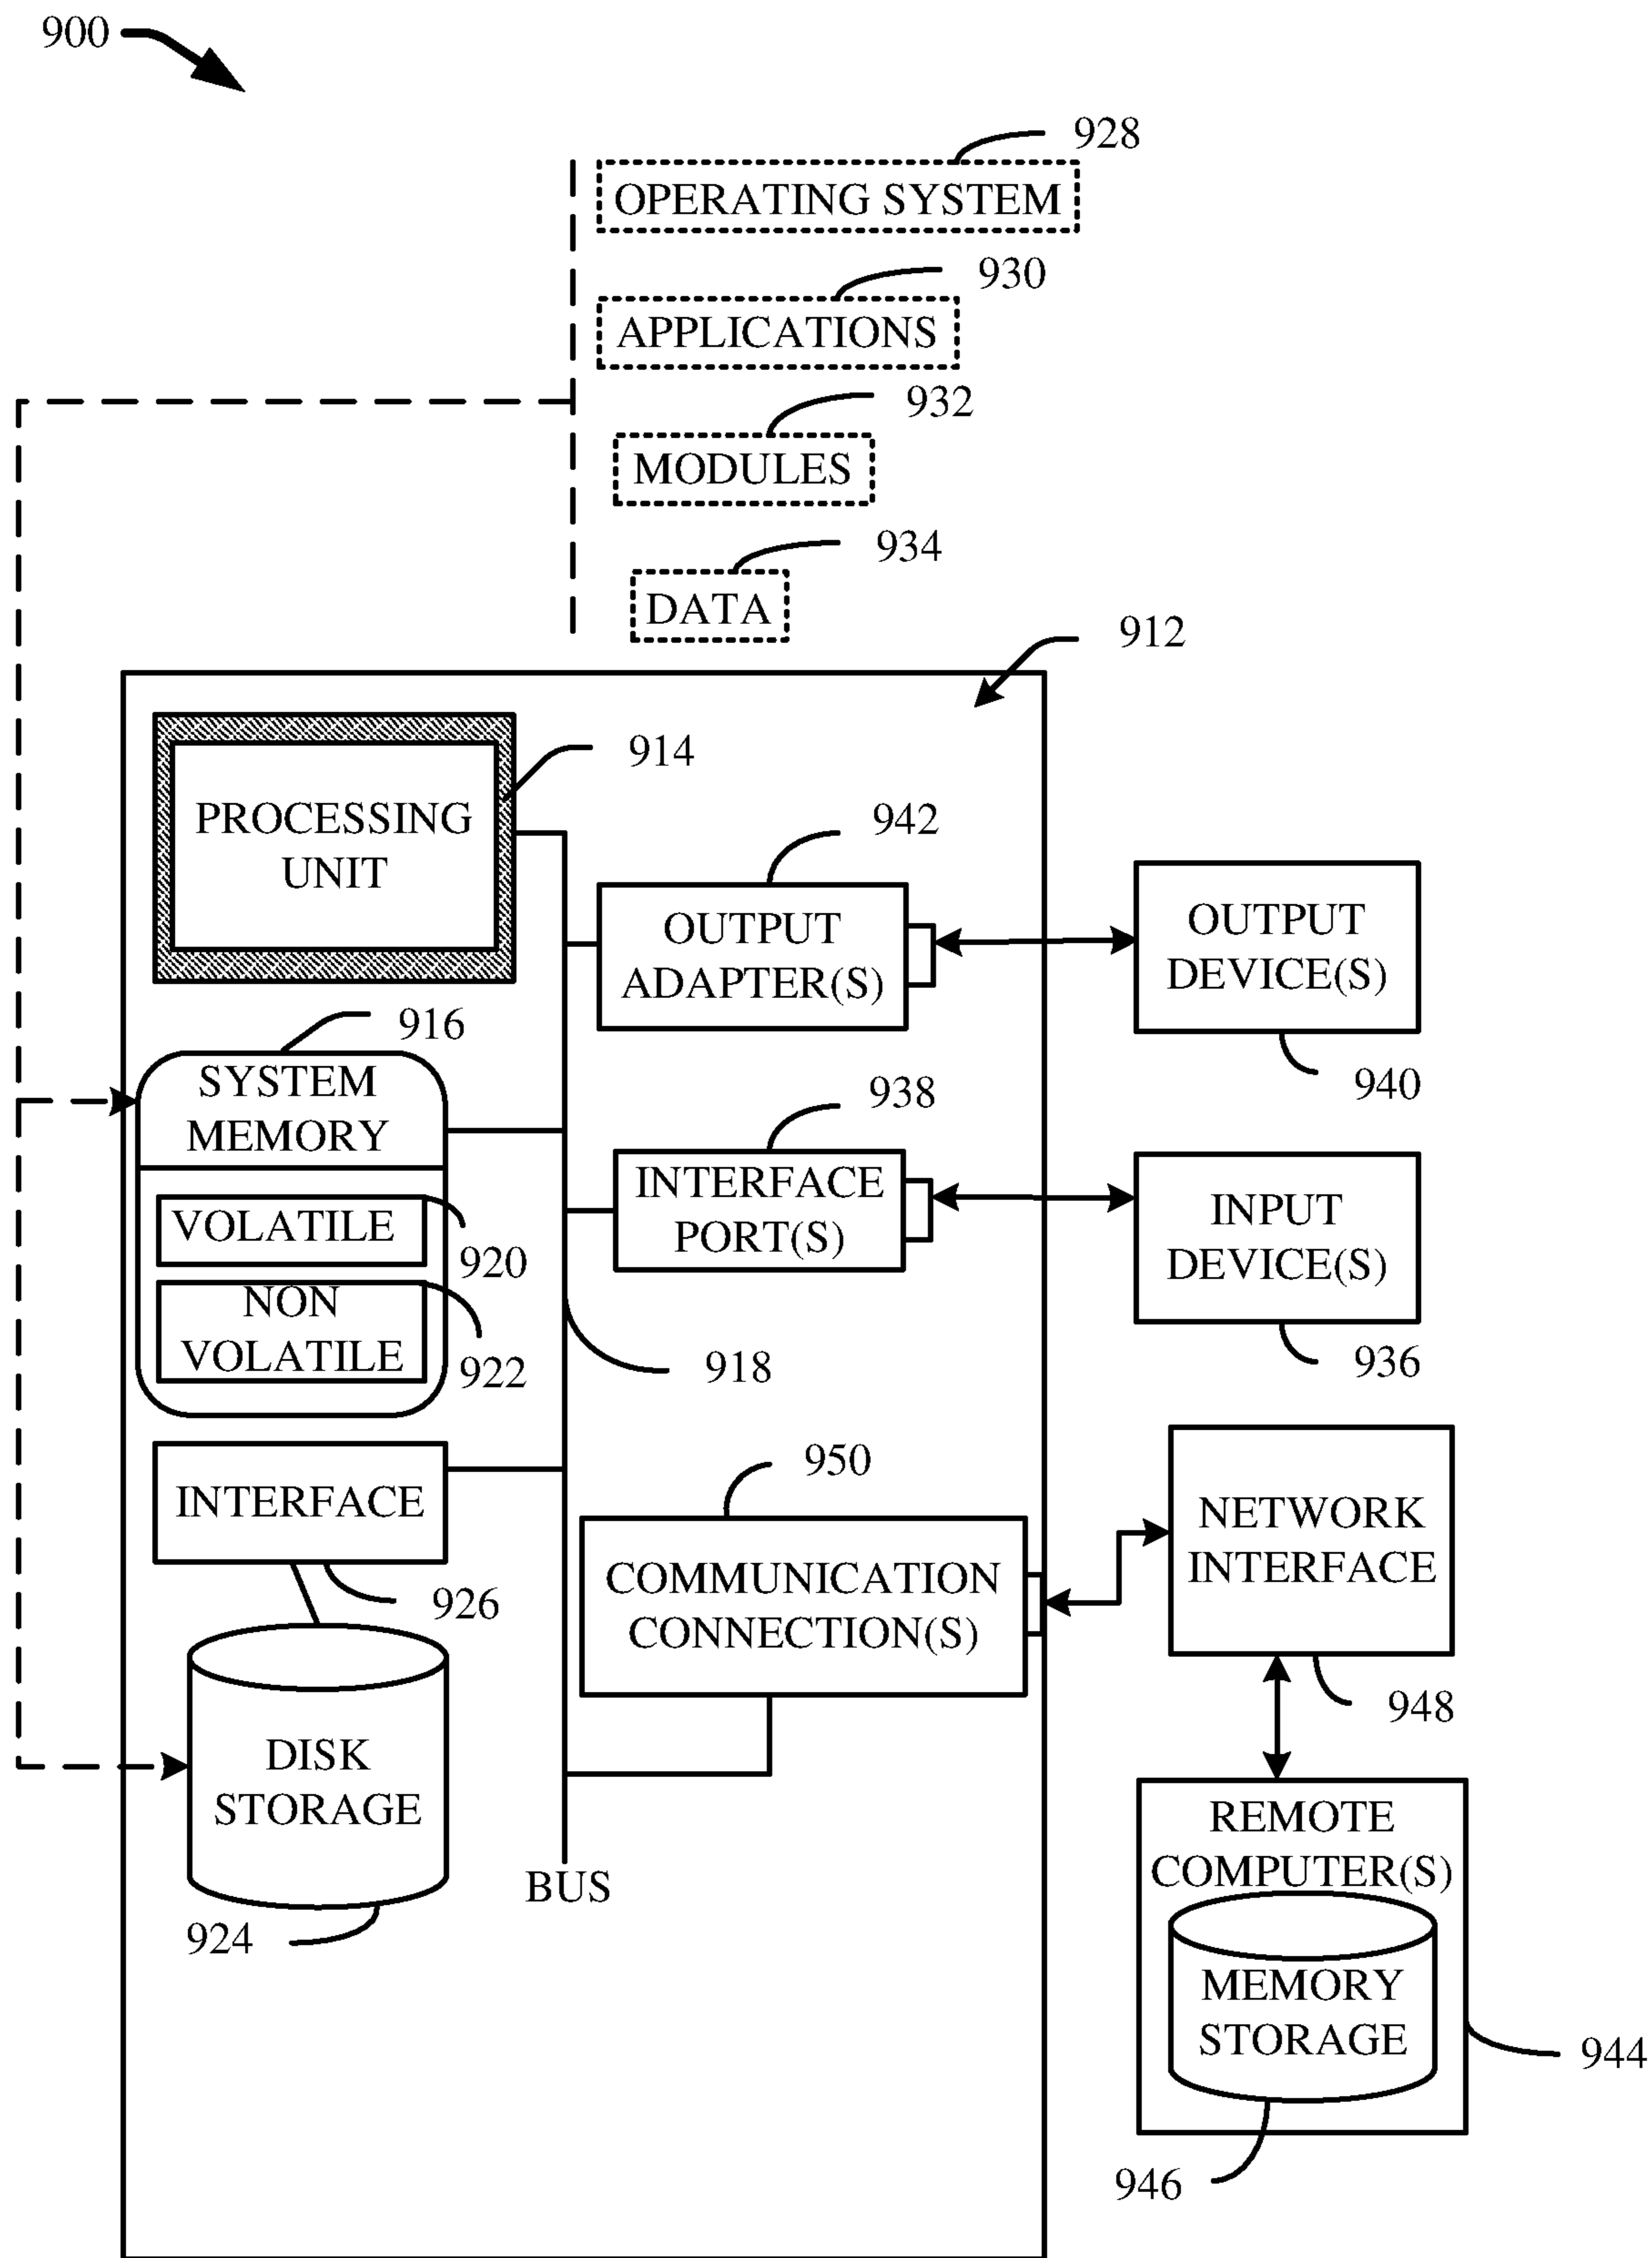 900
928
OPERATING SYSTEM
930
APPLICATIONS
932
MODULES
934
DATA
912
914
PROCESSING
UNIT
942
OUTPUT
ADAPTER(S)
OUTPUT
DEVICE(S)
940
916
SYSTEM
MEMORY
VOLATILE
920
NON
VOLATILE
922
938
INTERFACE
PORT(S)
INPUT
DEVICE(S)
936
918
INTERFACE
926
950
COMMUNICATION
CONNECTION(S)
NETWORK
INTERFACE
948
DISK
STORAGE
924
BUS
REMOTE
COMPUTER(S)
MEMORY
STORAGE
944
946